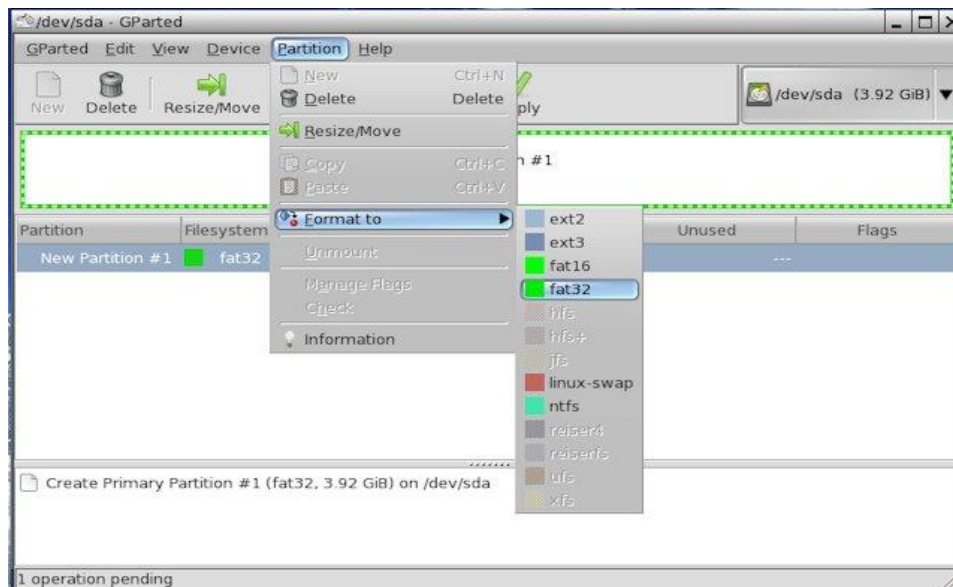 /dev/sda - GParted
GParted Edit View Device Partition Help
New Delete Resize/Move ply /dev/sda (3.92 GiB)
New Ctrl+N
Delete Delete
Resize/Move
Copy Ctrl+C
Paste Ctrl+V
Format to
Unmount
Manage Flags
Check
Information
n #1
ext2
ext3
fat16
fat32
hfs
hfs+
jfs
linux-swap
ntfs
reiser4
reiserfs
ufs
xfs
Partition Filesystem Unused Flags
New Partition #1 fat32 ---
Create Primary Partition #1 (fat32, 3.92 GiB) on /dev/sda
1 operation pending